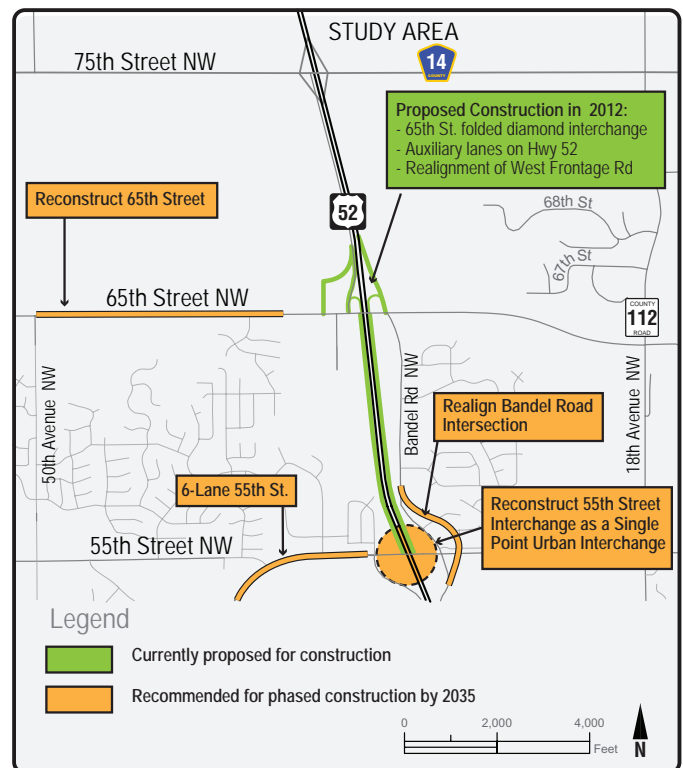 STUDY AREA
75th Street NW
14
COUNTY
Proposed Construction in 2012:
- 65th St. folded diamond interchange
- Auxiliary lanes on Hwy 52
- Realignment of West Frontage Rd
Reconstruct 65th Street
52
68th St
67th St
65th Street NW
COUNTY
112
ROAD
50th Avenue NW
Bandel Rd NW
18th Avenue NW
Realign Bandel Road
Intersection
6-Lane 55th St.
Reconstruct 55th Street
Interchange as a Single
Point Urban Interchange
55th Street NW
Legend
Currently proposed for construction
Recommended for phased construction by 2035
0 2,000 4,000
Feet
N